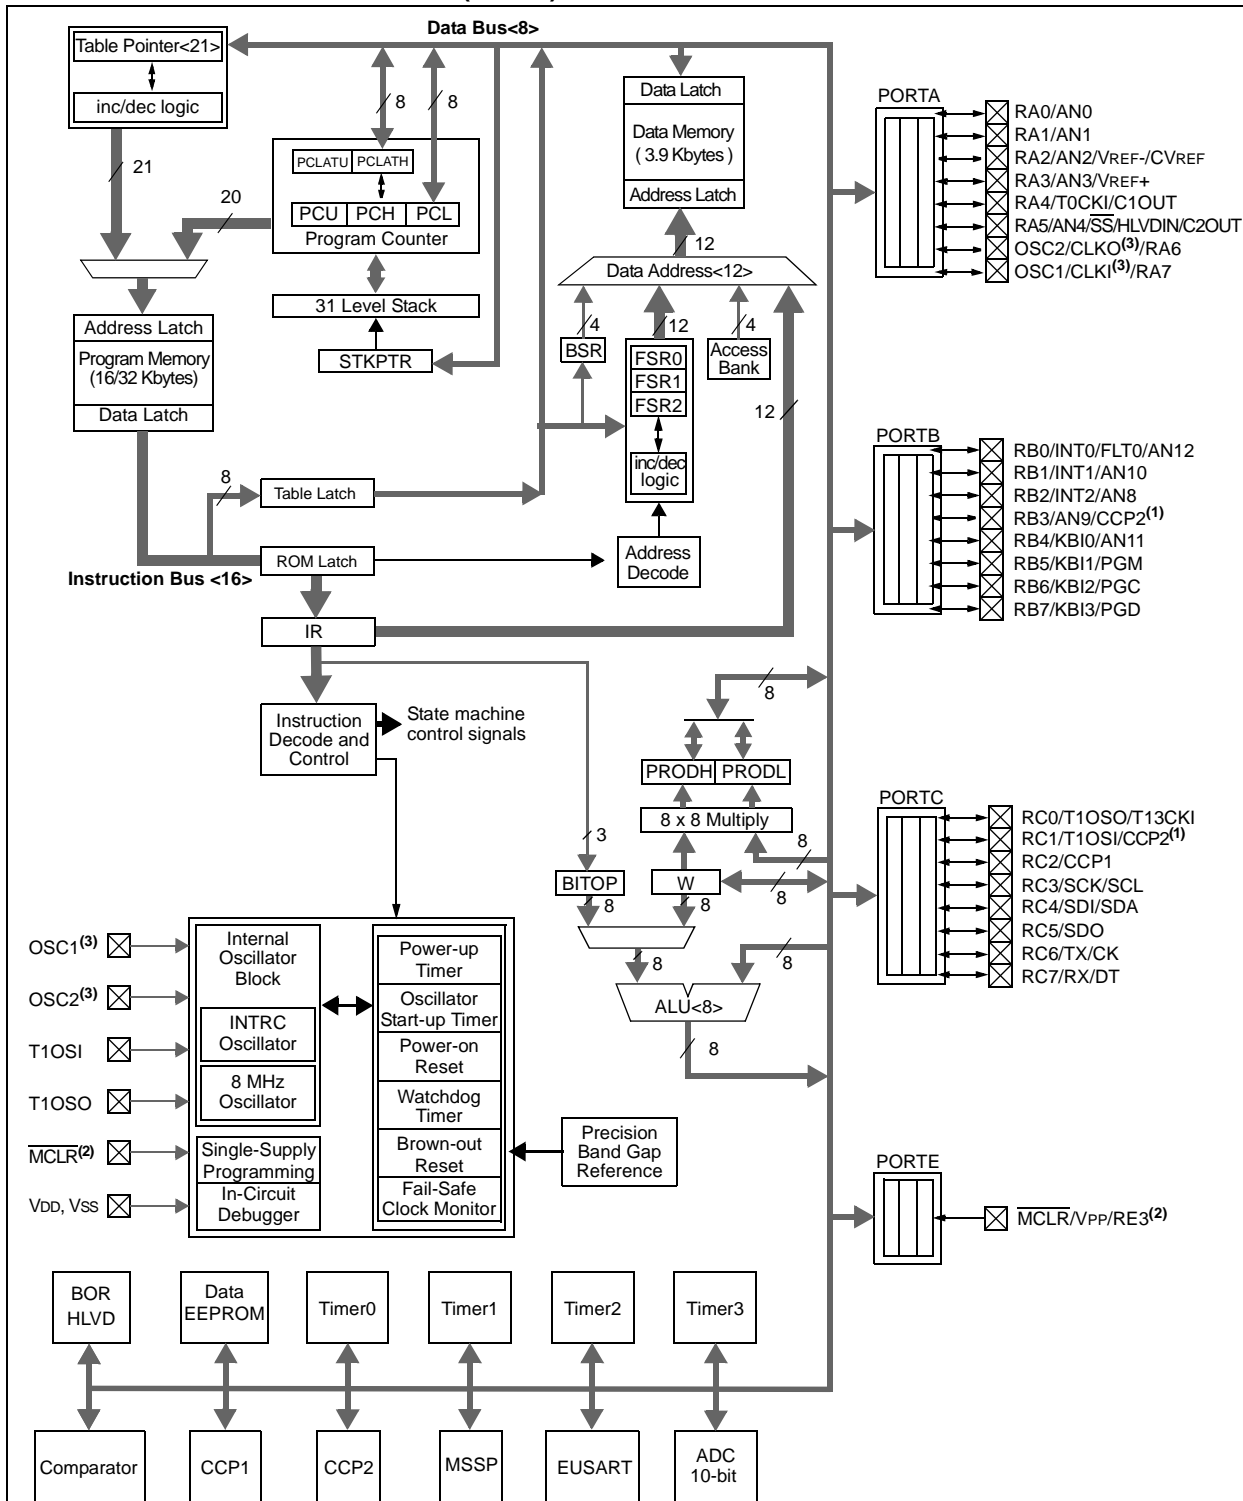 Data Bus<8>
Table Pointer<21>
inc/dec logic
21
20
8
8
PCLATU PCLATH
PCU PCH PCL
Program Counter
31 Level Stack
STKPTR
Data Latch
Data Memory
( 3.9 Kbytes )
Address Latch
12
Data Address<12>
4
12
4
BSR
FSR0
FSR1
FSR2
inc/dec
logic
Access
Bank
12
Address Latch
Program Memory
(16/32 Kbytes)
Data Latch
8
Table Latch
ROM Latch
Instruction Bus <16>
Address
Decode
IR
Instruction
Decode and
Control
State machine
control signals
8
PRODH PRODL
8 x 8 Multiply
3
8
BITOP
W
8
8
8
8
8
ALU<8>
8
OSC1(3)
OSC2(3)
T1OSI
T1OSO
MCLR(2)
VDD, VSS
Internal
Oscillator
Block
INTRC
Oscillator
8 MHz
Oscillator
Single-Supply
Programming
In-Circuit
Debugger
Power-up
Timer
Oscillator
Start-up Timer
Power-on
Reset
Watchdog
Timer
Brown-out
Reset
Fail-Safe
Clock Monitor
Precision
Band Gap
Reference
PORTA
RA0/AN0
RA1/AN1
RA2/AN2/VREF-/CVREF
RA3/AN3/VREF+
RA4/T0CKI/C1OUT
RA5/AN4/SS/HLVDIN/C2OUT
OSC2/CLKO(3)/RA6
OSC1/CLKI(3)/RA7
PORTB
RB0/INT0/FLT0/AN12
RB1/INT1/AN10
RB2/INT2/AN8
RB3/AN9/CCP2(1)
RB4/KBI0/AN11
RB5/KBI1/PGM
RB6/KBI2/PGC
RB7/KBI3/PGD
PORTC
RC0/T1OSO/T13CKI
RC1/T1OSI/CCP2(1)
RC2/CCP1
RC3/SCK/SCL
RC4/SDI/SDA
RC5/SDO
RC6/TX/CK
RC7/RX/DT
PORTE
MCLR/VPP/RE3(2)
BOR
HLVD
Data
EEPROM
Timer0
Timer1
Timer2
Timer3
Comparator
CCP1
CCP2
MSSP
EUSART
ADC
10-bit